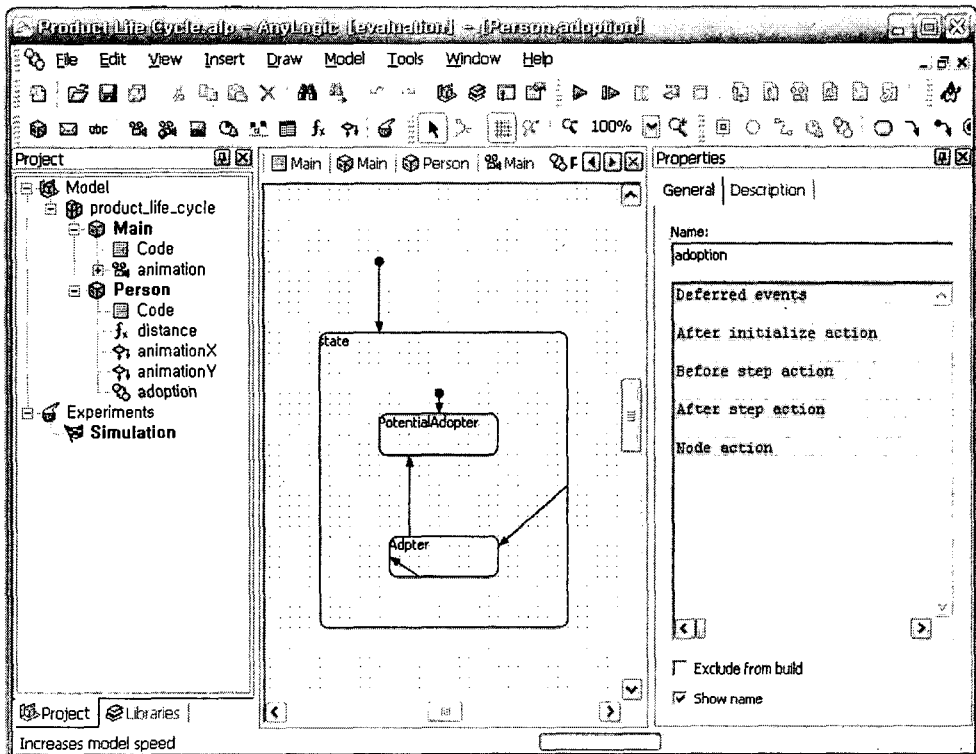 Product Life Cycle.alp - AnyLogic [evaluation] - [Person.adoption]
File Edit View Insert Draw Model Tools Window Help
abc
100%
Project
Main Main Person Main
Properties
Model
product_life_cycle
Main
Code
animation
Person
Code
distance
animationX
animationY
adoption
Experiments
Simulation
state
PotentialAdopter
Adpter
General Description
Name:
adoption
Deferred events
After initialize action
Before step action
After step action
Node action
Exclude from build
Show name
Project Libraries
Increases model speed